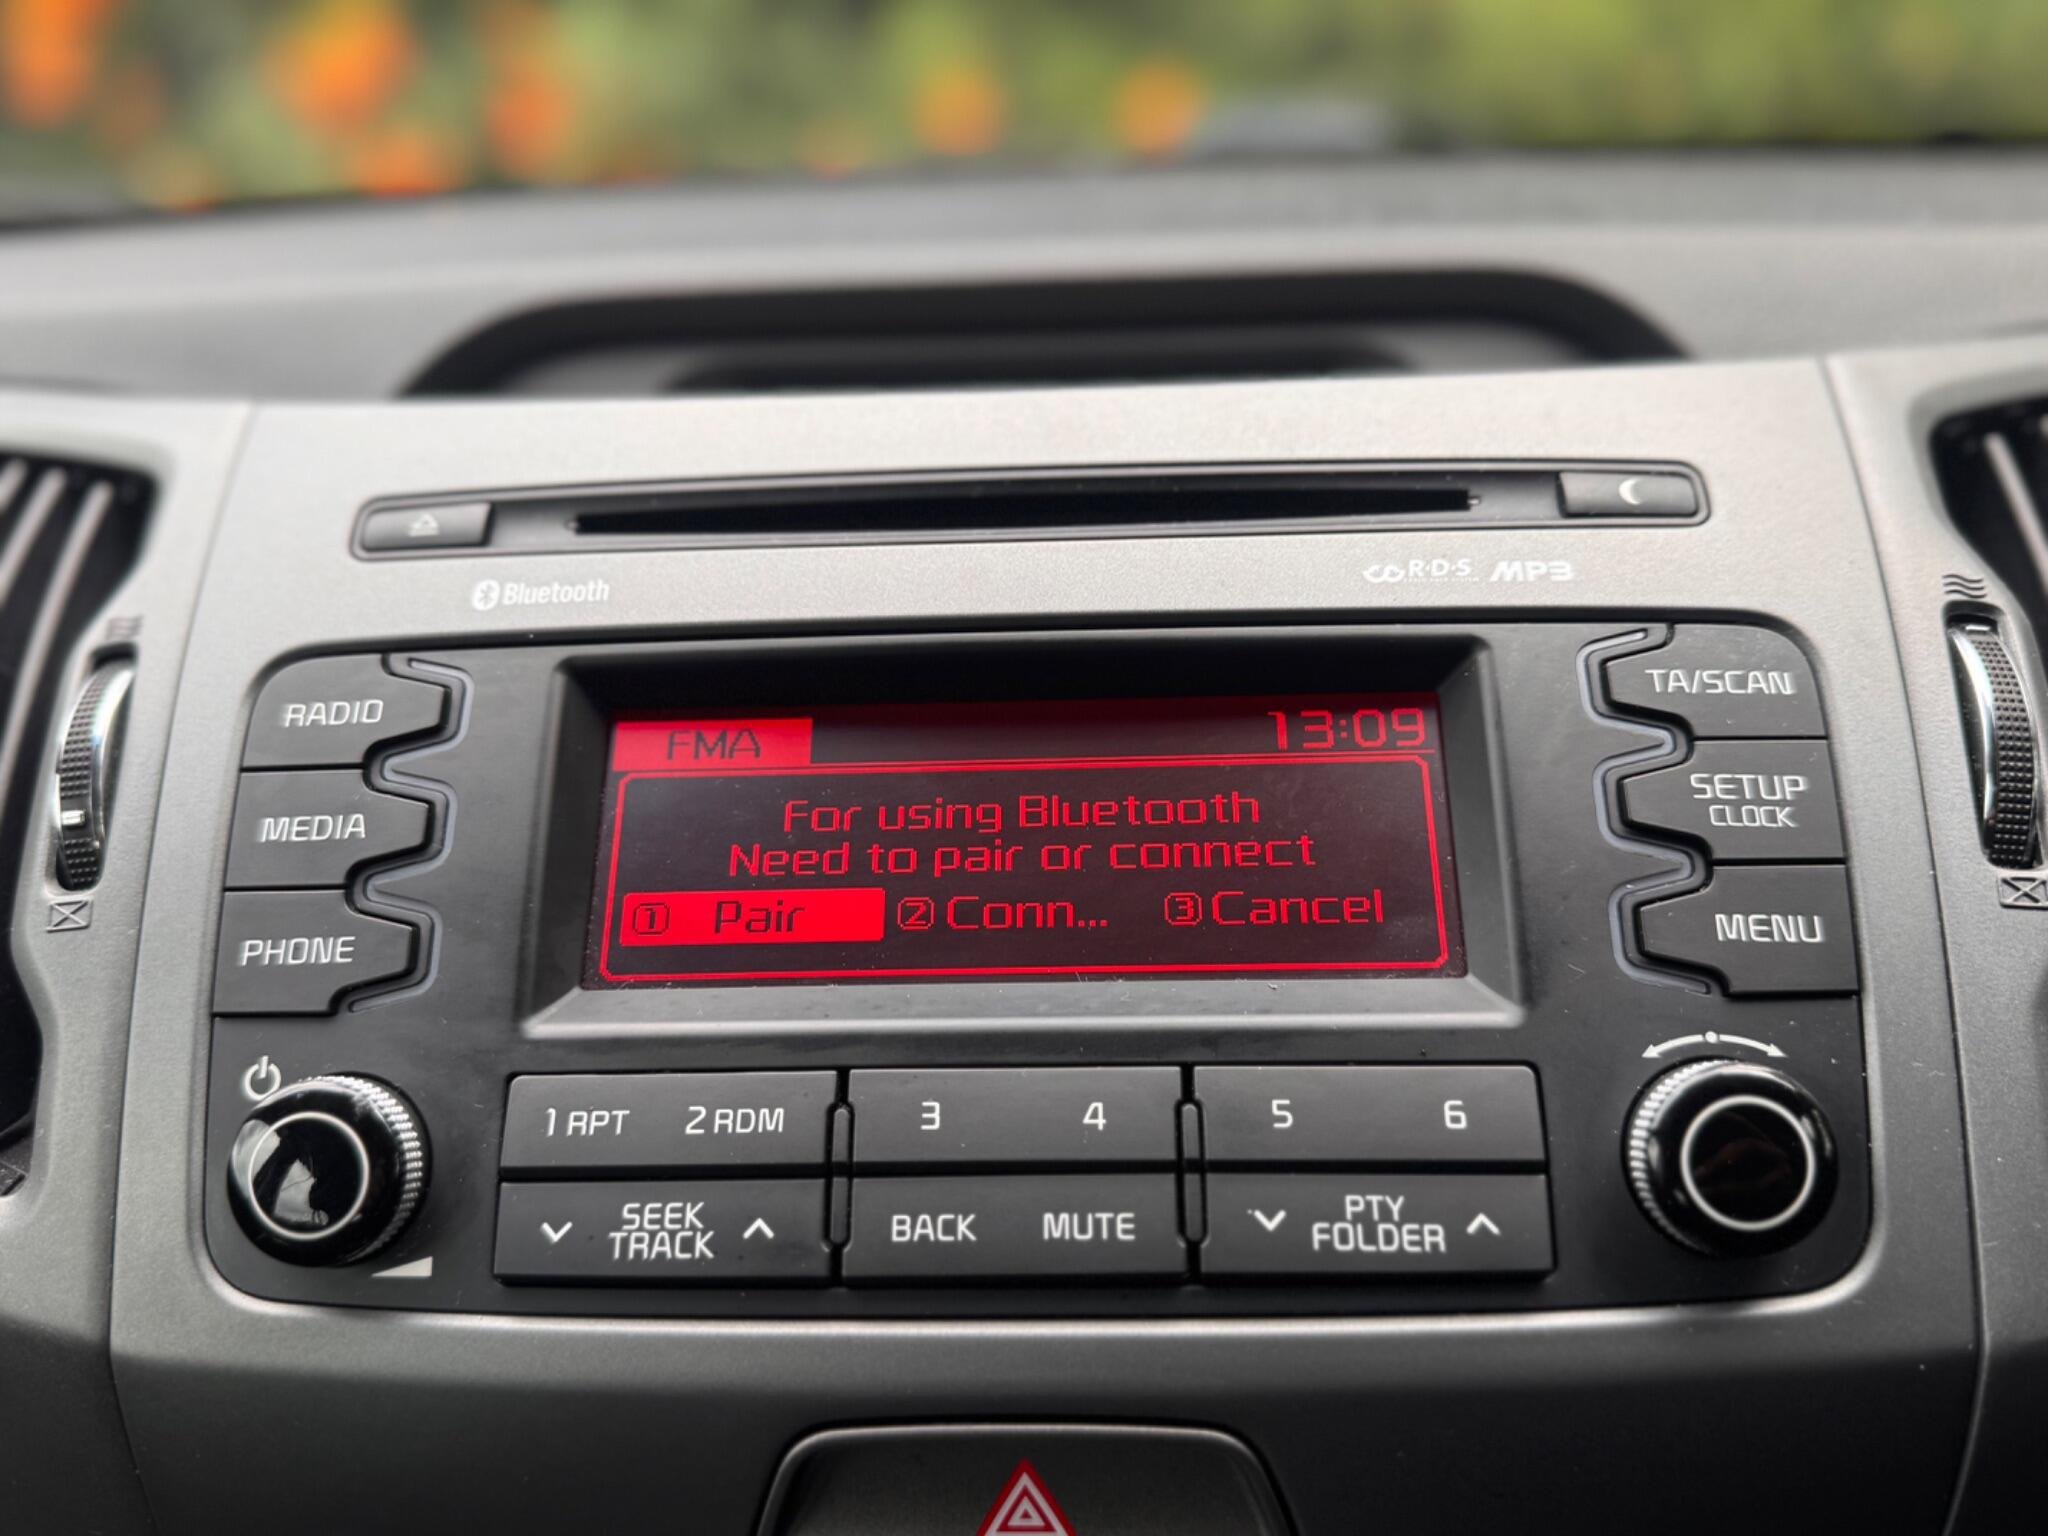 Bluetooth
R·D·S MP3
RADIO
MEDIA
PHONE
FMA 13:09
For using Bluetooth
Need to pair or connect
① Pair ② Conn... ③ Cancel
TA/SCAN
SETUP
CLOCK
MENU
1 RPT 2 RDM 3 4 5 6
SEEK
TRACK
BACK MUTE
PTY
FOLDER